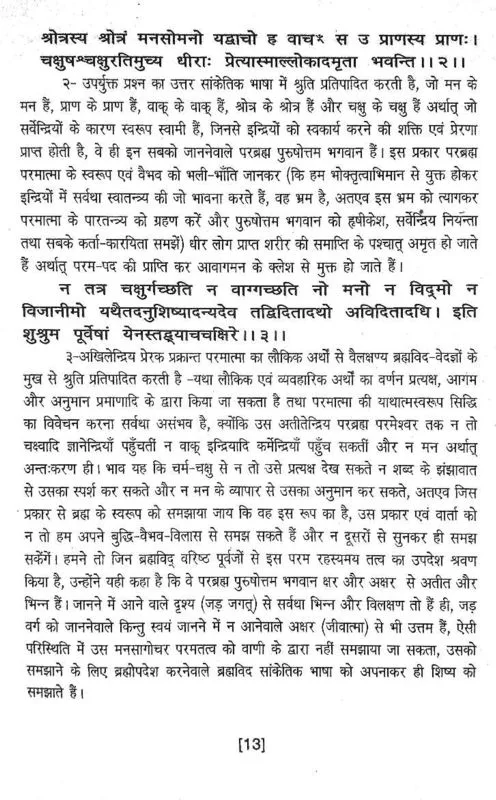 श्रोत्रस्य श्रोत्रं मनसोमनो यद्वाचो ह वाचꣳ स उ प्राणस्य प्राणः।
चक्षुषश्चक्षुरतिमुच्य धीराः प्रेत्यास्माल्लोकादमृता भवन्ति।।२।।
२- उपर्युक्त प्रश्न का उत्तर सांकेतिक भाषा में श्रुति प्रतिपादित करती है, जो मन के
मन हैं, प्राण के प्राण हैं, वाक् के वाक् हैं, श्रोत्र के श्रोत्र हैं और चक्षु के चक्षु हैं अर्थात् जो
सर्वेन्द्रियों के कारण स्वरूप स्वामी हैं, जिनसे इन्द्रियों को स्वकार्य करने की शक्ति एवं प्रेरणा
प्राप्त होती है, वे ही इन सबको जाननेवाले परब्रह्म पुरुषोत्तम भगवान हैं। इस प्रकार परब्रह्म
परमात्मा के स्वरूप एवं वैभव को भली-भाँति जानकर (कि हम भोक्तृत्वाभिमान से युक्त होकर
इन्द्रियों में सर्वथा स्वातन्त्र्य की जो भावना करते हैं, वह भ्रम है, अतएव इस भ्रम को त्यागकर
परमात्मा के पारतन्त्र्य को ग्रहण करें और पुरुषोत्तम भगवान को हृषीकेश, सर्वेन्द्रिय नियन्ता
तथा सबके कर्ता-कारयिता समझें) धीर लोग प्राप्त शरीर की समाप्ति के पश्चात् अमृत हो जाते
हैं अर्थात् परम-पद की प्राप्ति कर आवागमन के क्लेश से मुक्त हो जाते हैं।
न तत्र चक्षुर्गच्छति न वाग्गच्छति नो मनो न विद्मो न
विजानीमो यथैतदनुशिष्यादन्यदेव तद्विदितादथो अविदितादधि। इति
शुश्रुम पूर्वेषां येनस्तद्व्याचचक्षिरे।।३।।
३-अखिलेन्द्रिय प्रेरक प्रक्रान्त परमात्मा का लौकिक अर्थो से वैलक्षण्य ब्रह्मविद-वेदज्ञों के
मुख से श्रुति प्रतिपादित करती है -यथा लौकिक एवं व्यवहारिक अर्थों का वर्णन प्रत्यक्ष, आगम
और अनुमान प्रमाणादि के द्वारा किया जा सकता है तथा परमात्मा की याथात्मस्वरूप सिद्धि
का विवेचन करना सर्वथा असंभव है, क्योंकि उस अतीतेन्द्रिय परब्रह्म परमेश्वर तक न तो
चक्ष्वादि ज्ञानेन्द्रियाँ पहुँचतीं न वाक् इन्द्रियादि कर्मेन्द्रियाँ पहुँच सकतीं और न मन अर्थात्
अन्तःकरण ही। भाव यह कि चर्म-चक्षु से न तो उसे प्रत्यक्ष देख सकते न शब्द के झंझावात
से उसका स्पर्श कर सकते और न मन के व्यापार से उसका अनुमान कर सकते, अतएव जिस
प्रकार से ब्रह्म के स्वरूप को समझाया जाय कि वह इस रूप का है, उस प्रकार एवं वार्ता को
न तो हम अपने बुद्धि-वैभव-विलास से समझ सकते हैं और न दूसरों से सुनकर ही समझ
सकेंगें। हमने तो जिन ब्रह्मविद् वरिष्ठ पूर्वजों से इस परम रहस्यमय तत्व का उपदेश श्रवण
किया है, उन्होंने यही कहा है कि वे परब्रह्म पुरुषोत्तम भगवान क्षर और अक्षर से अतीत और
भिन्न हैं। जानने में आने वाले दृश्य (जड़ जगत्) से सर्वथा भिन्न और विलक्षण तो हैं ही, जड़
वर्ग को जाननेवाले किन्तु स्वयं जानने में न आनेवाले अक्षर (जीवात्मा) से भी उत्तम हैं, ऐसी
परिस्थिति में उस मनसागोचर परमतत्व को वाणी के द्वारा नहीं समझाया जा सकता, उसको
समझाने के लिए ब्रह्मोपदेश करनेवाले ब्रह्मविद सांकेतिक भाषा को अपनाकर ही शिष्य को
समझाते हैं।
[13]